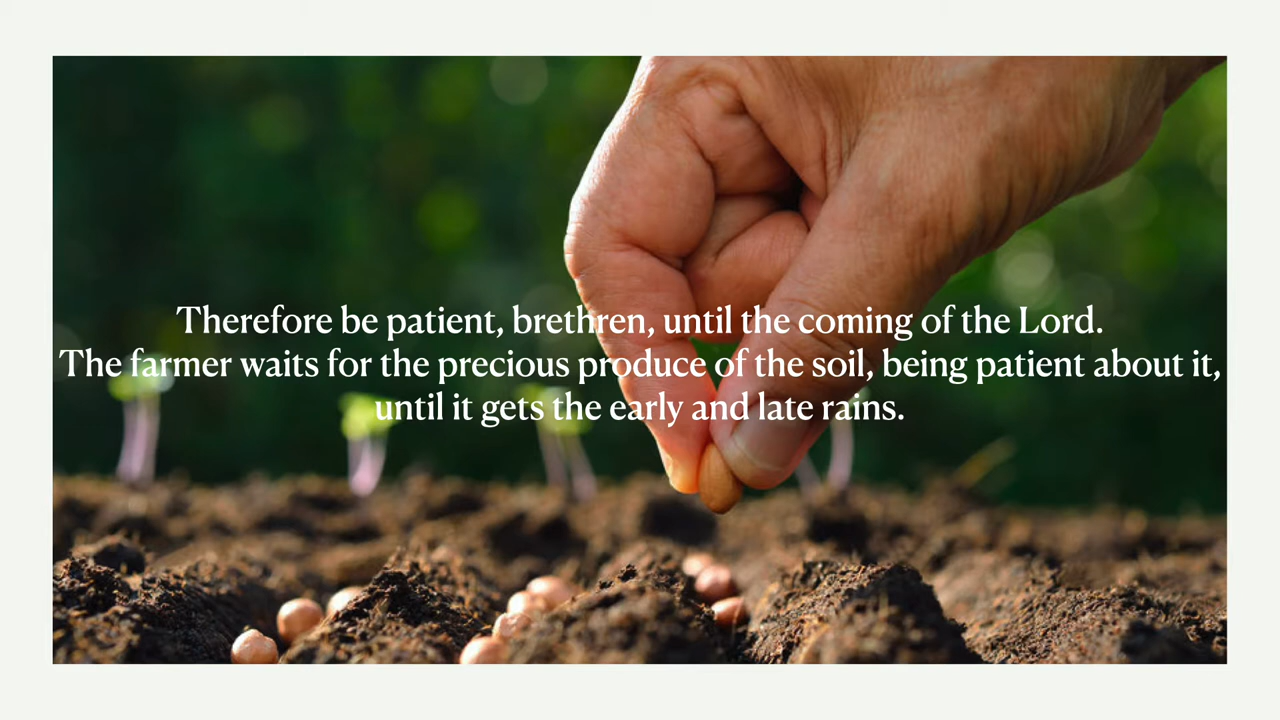 Therefore be patient, brethren, until the coming of the Lord.
The farmer waits for the precious produce of the soil, being patient about it,
until it gets the early and late rains.